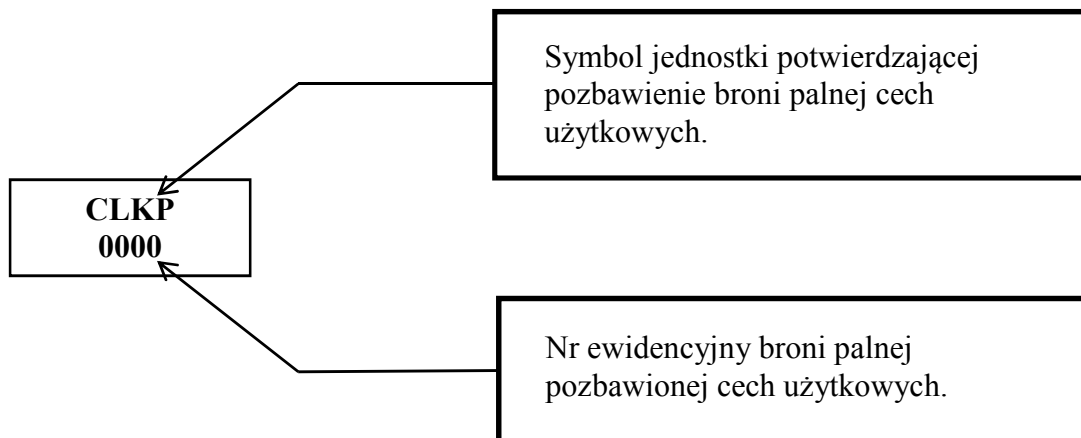 Symbol jednostki potwierdzającej
pozbawienie broni palnej cech
użytkowych.
CLKP
0000
Nr ewidencyjny broni palnej
pozbawionej cech użytkowych.